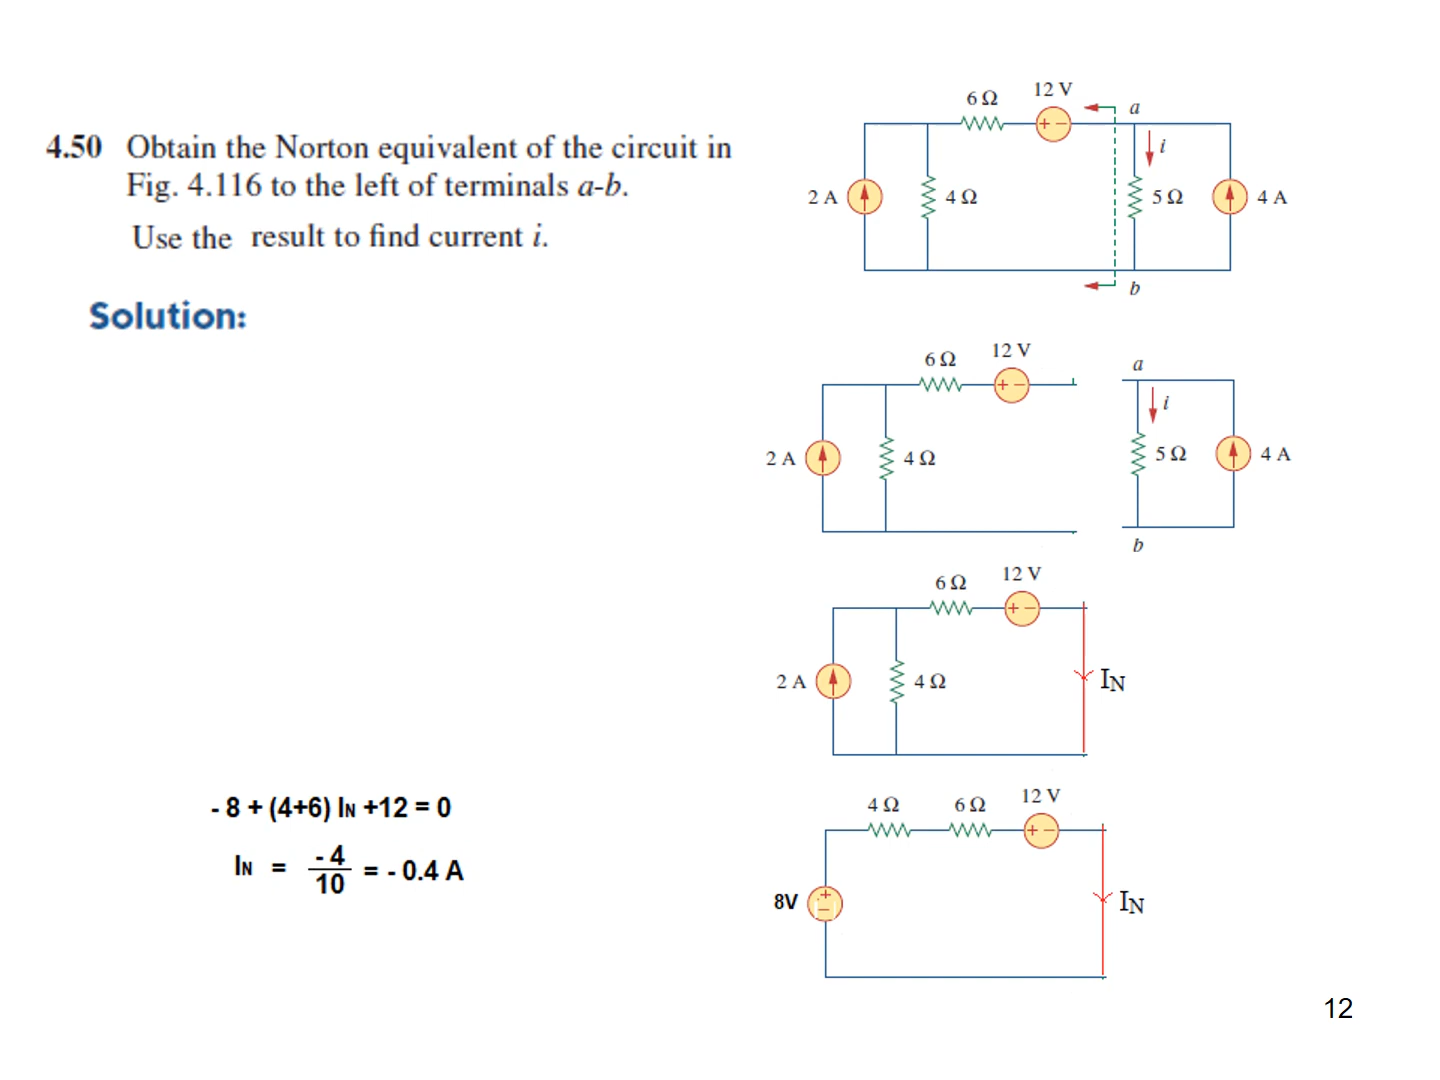 4.50 Obtain the Norton equivalent of the circuit in
Fig. 4.116 to the left of terminals a-b.
Use the result to find current i.
Solution:
6 Ω
12 V
+ −
a
i
2 A
4 Ω
5 Ω
4 A
b
6 Ω
12 V
+ −
a
i
2 A
4 Ω
5 Ω
4 A
b
6 Ω
12 V
+ −
2 A
4 Ω
IN
- 8 + (4+6) IN +12 = 0
IN = - 4 / 10 = - 0.4 A
4 Ω
6 Ω
12 V
+ −
8V
+
−
IN
12